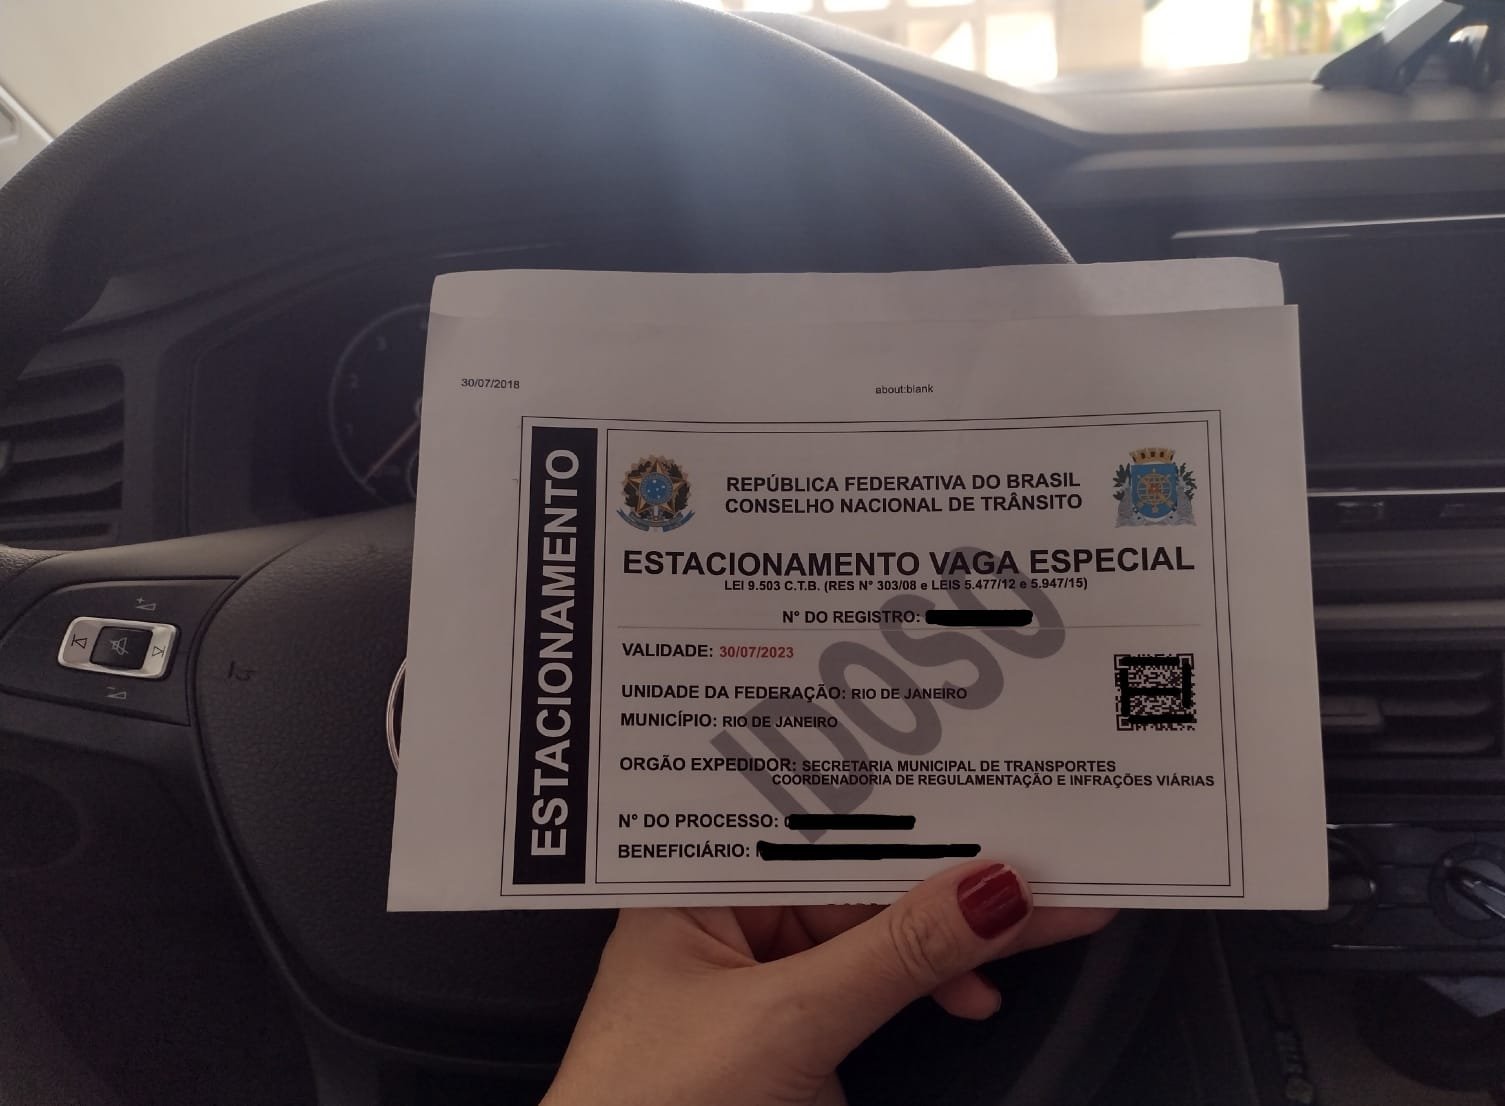 30/07/2018
about:blank
ESTACIONAMENTO
REPÚBLICA FEDERATIVA DO BRASIL
CONSELHO NACIONAL DE TRÂNSITO
ESTACIONAMENTO VAGA ESPECIAL
LEI 9.503 C.T.B. (RES N° 303/08 e LEIS 5.477/12 e 5.947/15)
N° DO REGISTRO:
VALIDADE: 30/07/2023
UNIDADE DA FEDERAÇÃO: RIO DE JANEIRO
MUNICÍPIO: RIO DE JANEIRO
IDOSO
ORGÃO EXPEDIDOR: SECRETARIA MUNICIPAL DE TRANSPORTES
COORDENADORIA DE REGULAMENTAÇÃO E INFRAÇÕES VIÁRIAS
N° DO PROCESSO:
BENEFICIÁRIO: